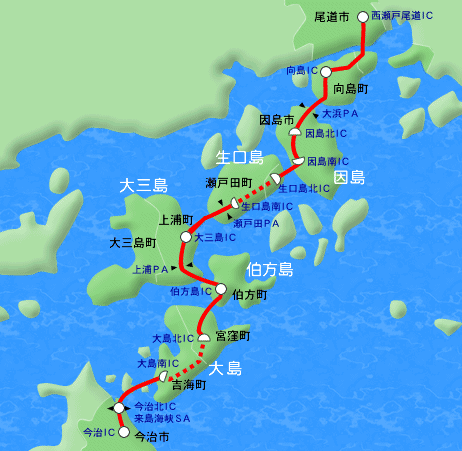 尾道市
西瀬戸尾道IC
向島IC
向島町
大浜PA
因島市
因島北IC
生口島
因島南IC
因島
大三島
瀬戸田町
生口島北IC
生口島南IC
上浦町
瀬戸田PA
大三島町
大三島IC
上浦PA
伯方島
伯方島IC
伯方町
大島北IC
宮窪町
大島南IC
大島
吉海町
今治北IC
来島海峡SA
今治IC
今治市